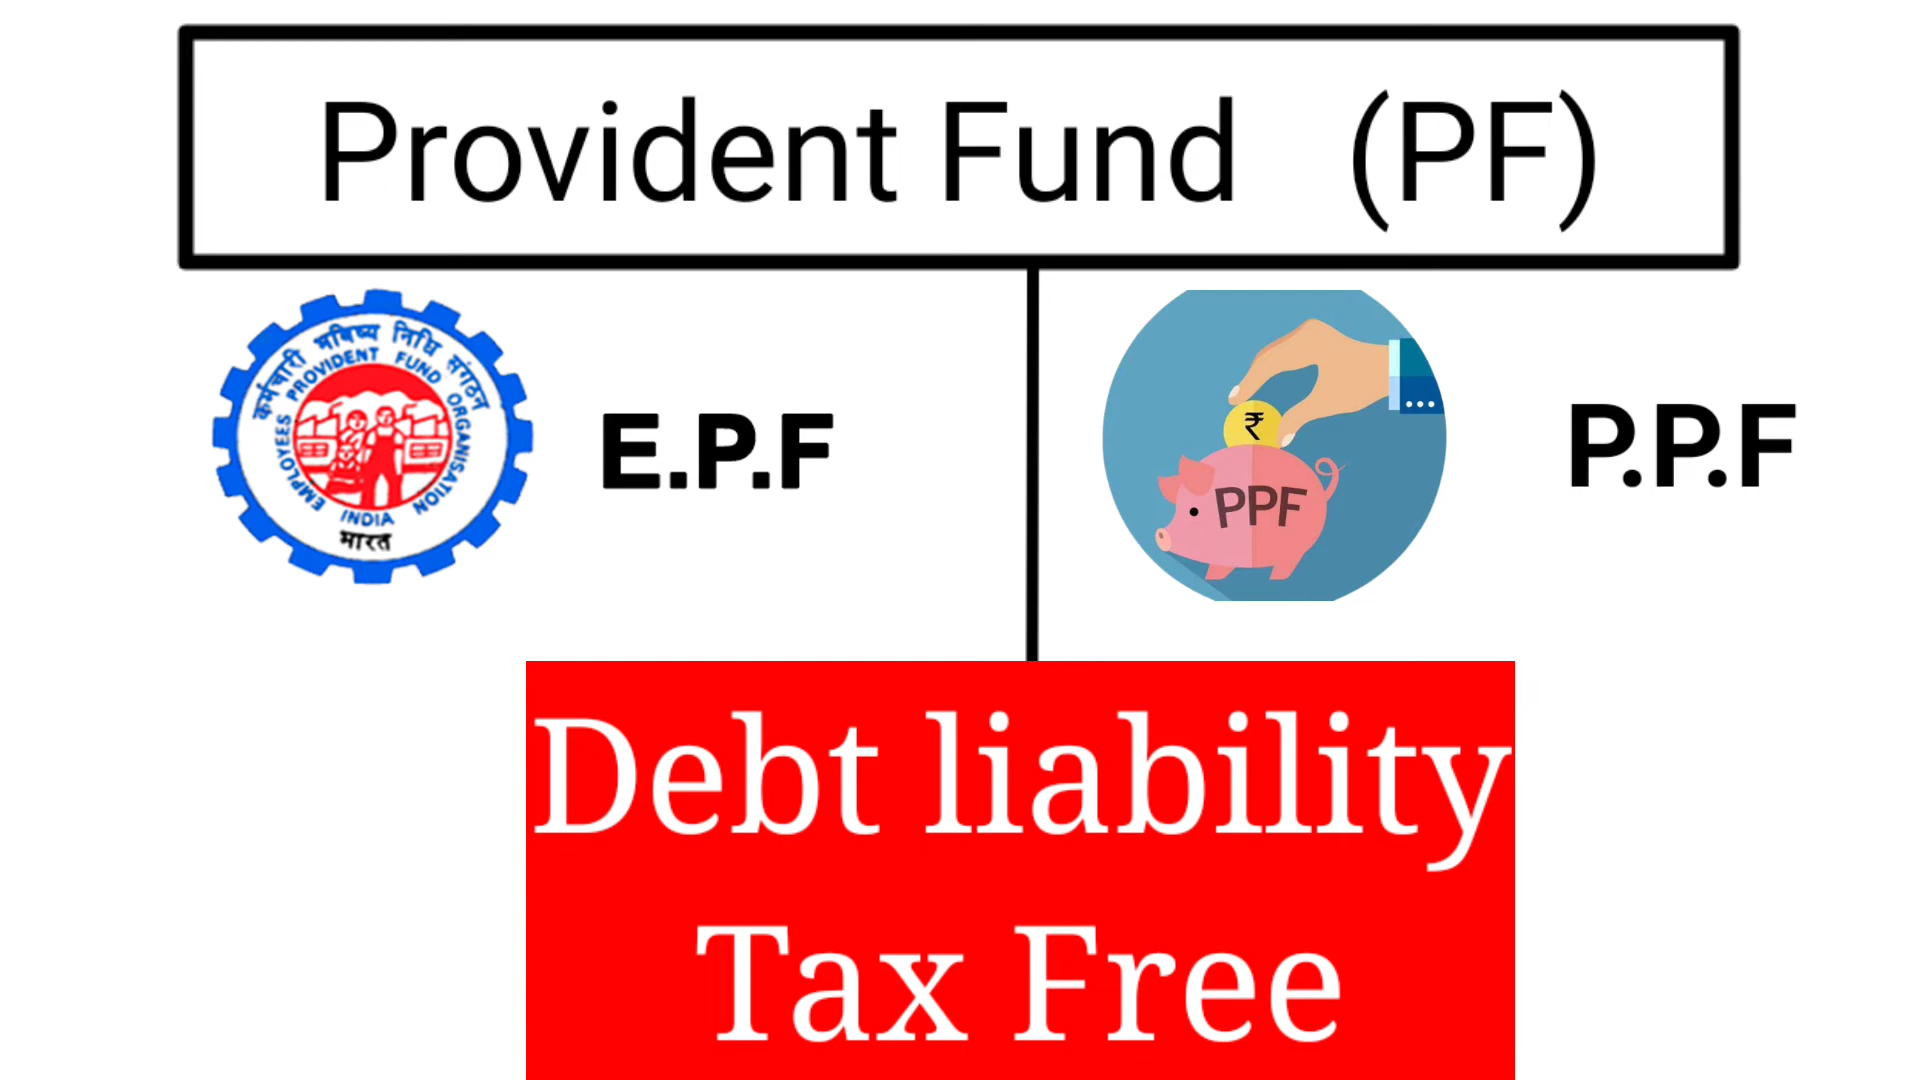 Provident Fund (PF)
कर्मचारी भविष्य निधि संगठन
EMPLOYEES PROVIDENT FUND ORGANISATION
INDIA
भारत
E.P.F
₹
PPF
P.P.F
Debt liability
Tax Free